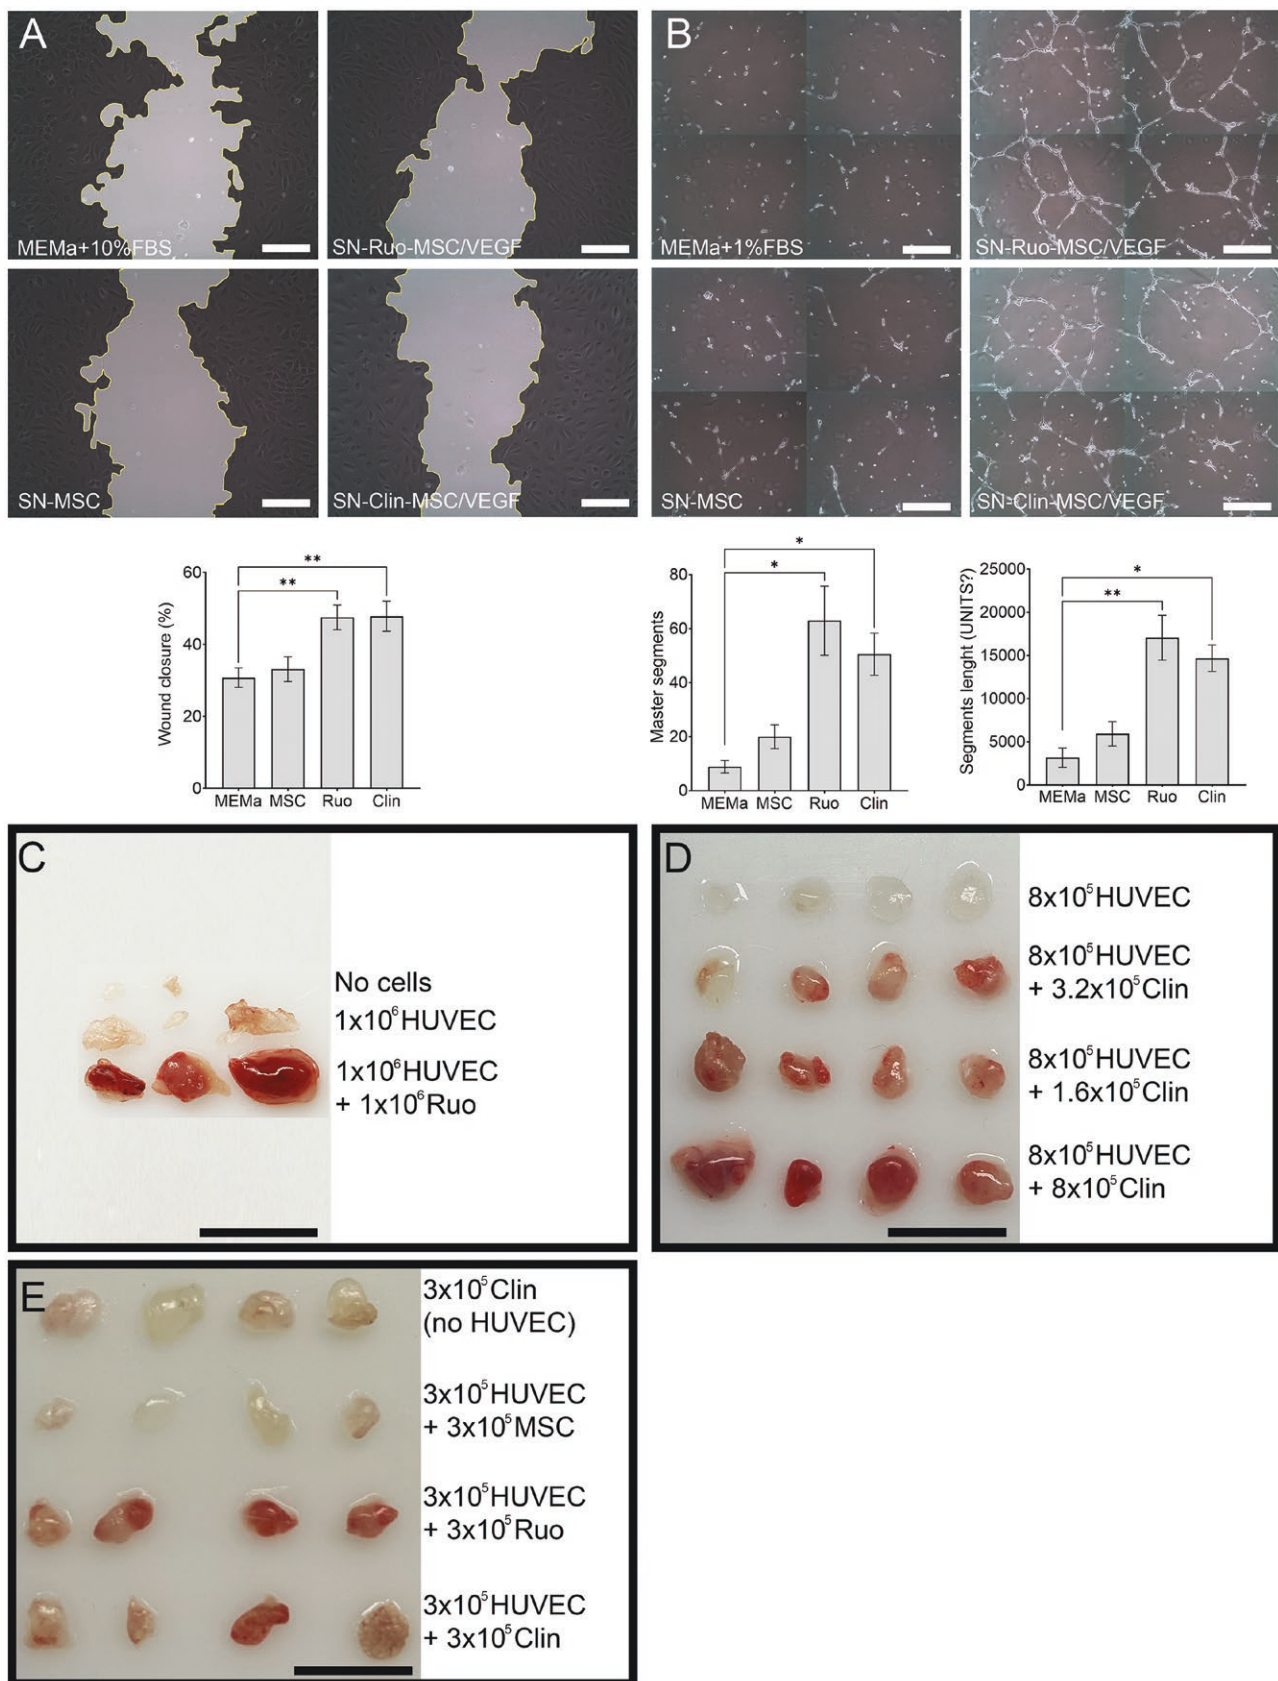 A
MEMa+10%FBS
SN-Ruo-MSC/VEGF
SN-MSC
SN-Clin-MSC/VEGF
B
MEMa+1%FBS
SN-Ruo-MSC/VEGF
SN-MSC
SN-Clin-MSC/VEGF
Wound closure (%)
60
40
20
0
**
**
MEMa MSC Ruo Clin
Master segments
80
60
40
20
0
*
*
MEMa MSC Ruo Clin
Segments lenght (UNITS?)
25000
20000
15000
10000
5000
0
*
**
MEMa MSC Ruo Clin
C
No cells
1x10⁶HUVEC
1x10⁶HUVEC
+ 1x10⁶Ruo
D
8x10⁵HUVEC
8x10⁵HUVEC
+ 3.2x10⁵Clin
8x10⁵HUVEC
+ 1.6x10⁵Clin
8x10⁵HUVEC
+ 8x10⁵Clin
E
3x10⁵Clin
(no HUVEC)
3x10⁵HUVEC
+ 3x10⁵MSC
3x10⁵HUVEC
+ 3x10⁵Ruo
3x10⁵HUVEC
+ 3x10⁵Clin